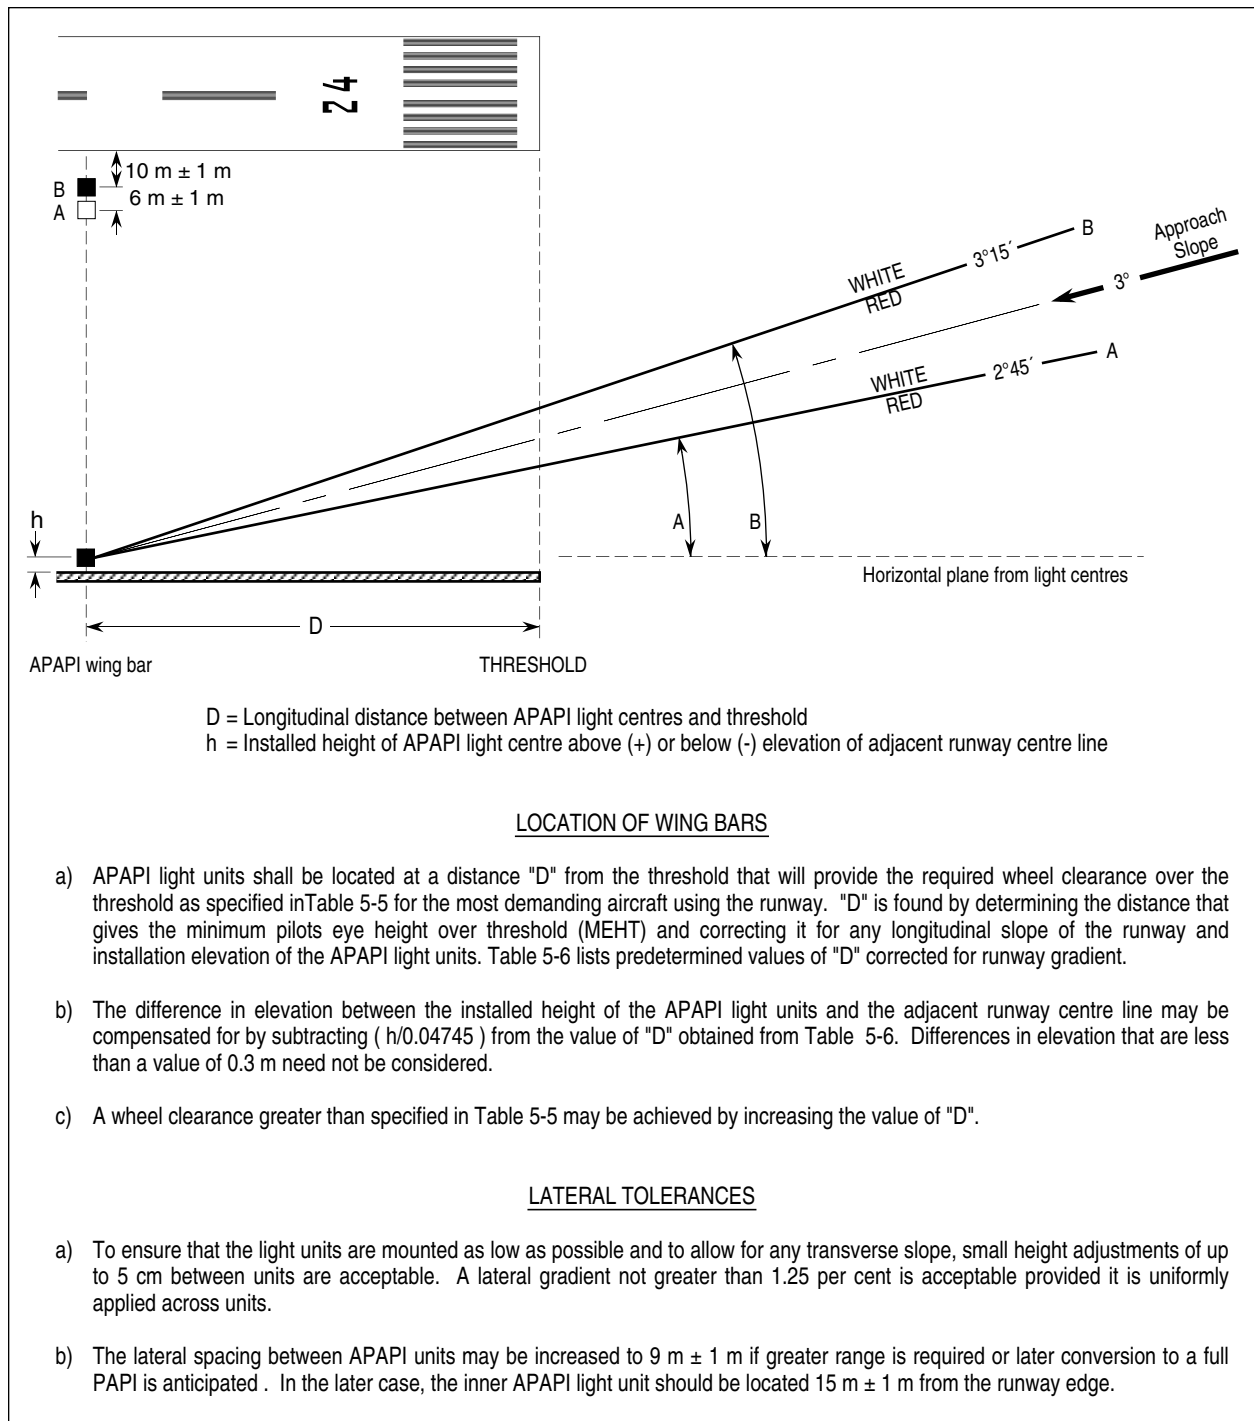 24
10 m ± 1 m
B
6 m ± 1 m
A
B
Approach
Slope
3°15´
WHITE
RED
3°
A
2°45´
WHITE
RED
h
A
B
Horizontal plane from light centres
D
APAPI wing bar
THRESHOLD
D = Longitudinal distance between APAPI light centres and threshold
h = Installed height of APAPI light centre above (+) or below (-) elevation of adjacent runway centre line
LOCATION OF WING BARS
a) APAPI light units shall be located at a distance "D" from the threshold that will provide the required wheel clearance over the
threshold as specified inTable 5-5 for the most demanding aircraft using the runway. "D" is found by determining the distance that
gives the minimum pilots eye height over threshold (MEHT) and correcting it for any longitudinal slope of the runway and
installation elevation of the APAPI light units. Table 5-6 lists predetermined values of "D" corrected for runway gradient.
b) The difference in elevation between the installed height of the APAPI light units and the adjacent runway centre line may be
compensated for by subtracting ( h/0.04745 ) from the value of "D" obtained from Table 5-6. Differences in elevation that are less
than a value of 0.3 m need not be considered.
c) A wheel clearance greater than specified in Table 5-5 may be achieved by increasing the value of "D".
LATERAL TOLERANCES
a) To ensure that the light units are mounted as low as possible and to allow for any transverse slope, small height adjustments of up
to 5 cm between units are acceptable. A lateral gradient not greater than 1.25 per cent is acceptable provided it is uniformly
applied across units.
b) The lateral spacing between APAPI units may be increased to 9 m ± 1 m if greater range is required or later conversion to a full
PAPI is anticipated . In the later case, the inner APAPI light unit should be located 15 m ± 1 m from the runway edge.